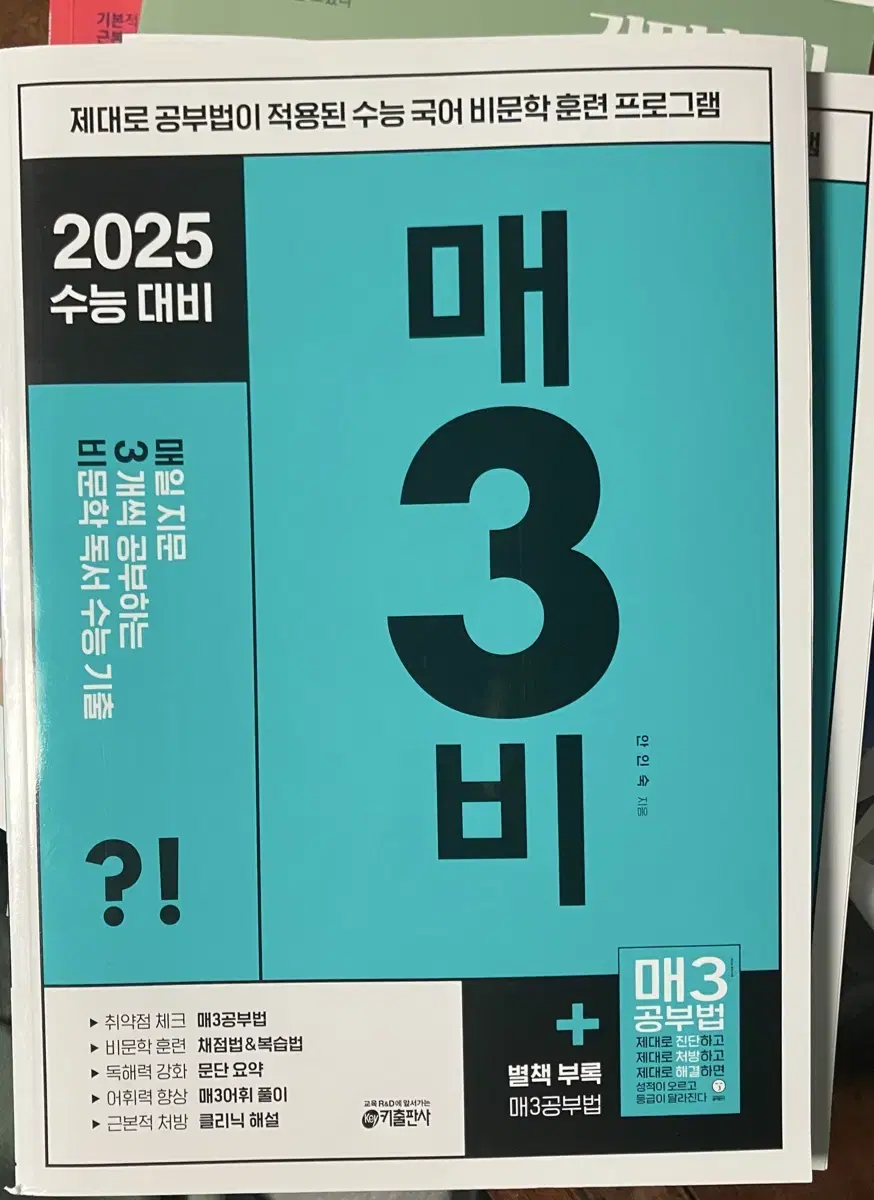 기본적
제대로 공부법이 적용된 수능 국어 비문학 훈련 프로그램
2025
수능 대비
매
3
비
매일 지문
3개씩 공부하는
비문학 독서 수능 기출
안인숙 지음
?!
▶ 취약점 체크 매3공부법
▶ 비문학 훈련 채점법&복습법
▶ 독해력 강화 문단 요약
▶ 어휘력 향상 매3어휘 풀이
▶ 근본적 처방 클리닉 해설
교육 R&D에 앞서가는
Key 키출판사
+
별책 부록
매3공부법
매3
공부법
제대로 진단하고
제대로 처방하고
제대로 해결하면
성적이 오르고
등급이 달라진다